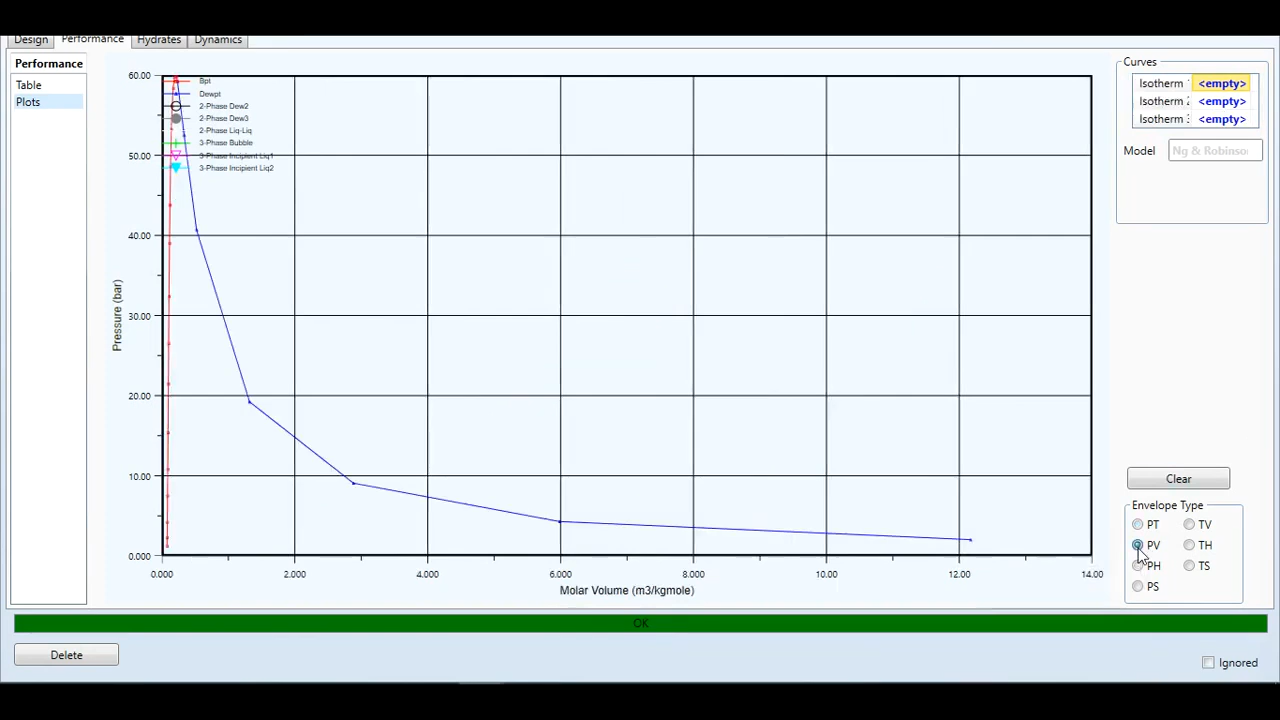 Design
Performance
Hydrates
Dynamics
Performance
Table
Plots
60.00
50.00
40.00
30.00
20.00
10.00
0.000
Pressure (bar)
Bpt
Dewpt
2-Phase Dew2
2-Phase Dew3
2-Phase Liq-Liq
3-Phase Bubble
3-Phase Incipient Liq1
3-Phase Incipient Liq2
0.000 2.000 4.000 6.000 8.000 10.00 12.00 14.00
Molar Volume (m3/kgmole)
Curves
Isotherm <empty>
Isotherm <empty>
Isotherm <empty>
Model Ng & Robinso
Clear
Envelope Type
PT TV
PV TH
PH TS
PS
OK
Delete
Ignored